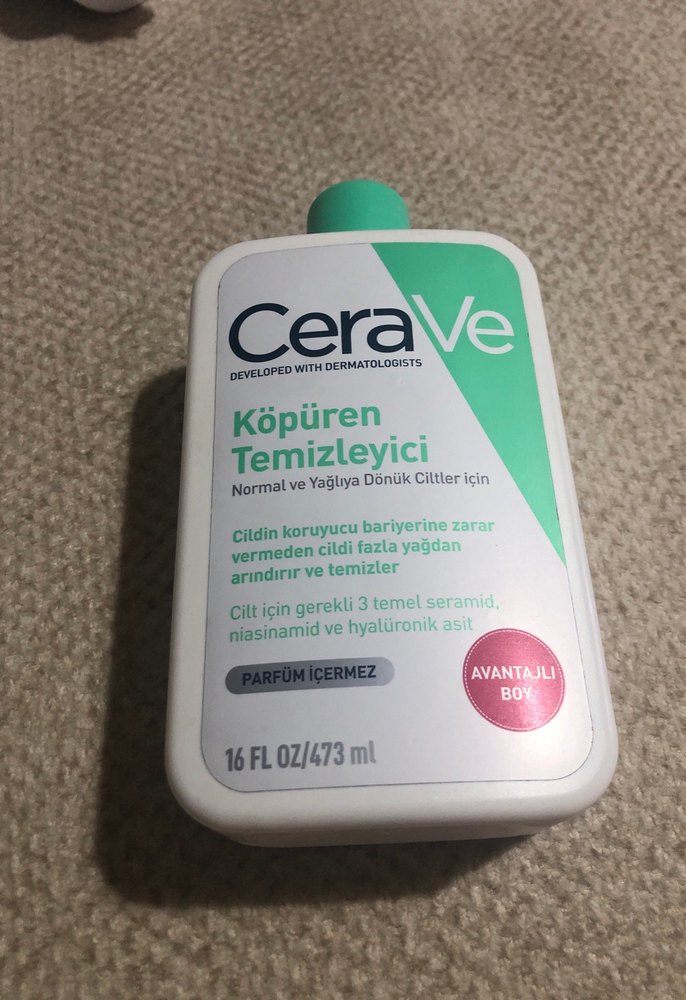 CeraVe
DEVELOPED WITH DERMATOLOGISTS
Köpüren
Temizleyici
Normal ve Yağlıya Dönük Ciltler için
Cildin koruyucu bariyerine zarar
vermeden cildi fazla yağdan
arındırır ve temizler
Cilt için gerekli 3 temel seramid,
niasinamid ve hyalüronik asit
PARFÜM İÇERMEZ
AVANTAJLI
BOY
16 FL OZ/473 ml